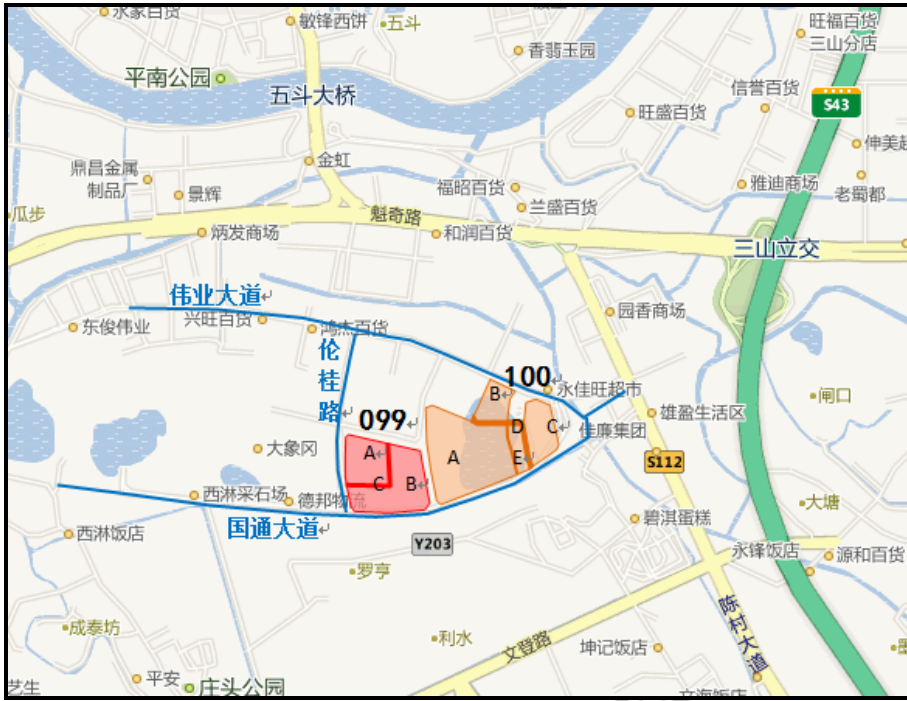 永家百货
敏锋西饼
五斗
旺福百货
三山分店
香翡玉园
平南公园
五斗大桥
信誉百货
S43
旺盛百货
伸美超
金虹
鼎昌金属
制品厂
景辉
福昭百货
雅迪商场
老蜀都
兰盛百货
瓜步
魁奇路
炳发商场
和润百货
三山立交
伟业大道
兴旺百货
东俊伟业
鸿杰百货
园香商场
伦
桂
路
100
永佳旺超市
B
闸口
099
D
C
雄盈生活区
佳廉集团
大象冈
A
A
E
S112
C
B
西淋采石场
德邦物流
国通大道
大塘
碧淇蛋糕
西淋饭店
Y203
永锋饭店
源和百货
罗亨
陈村大道
成泰坊
利水
文登路
坤记饭店
平安
庄头公园
艺生
文海饭店